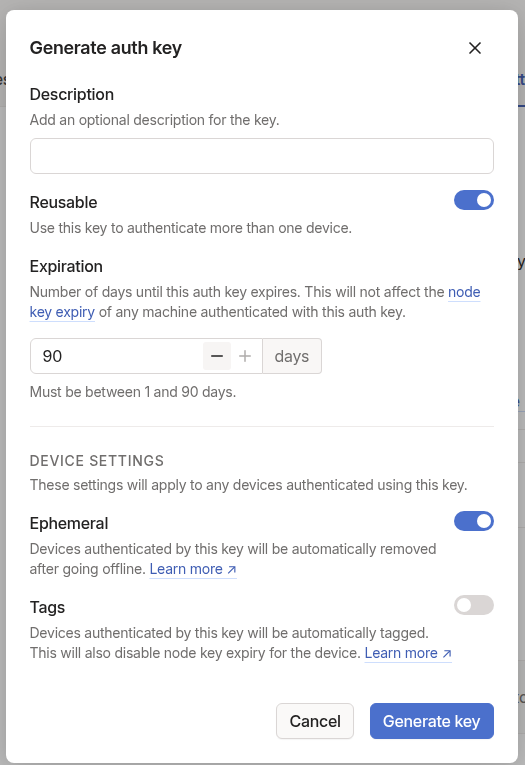 Generate auth key
Description
Add an optional description for the key.
Reusable
Use this key to authenticate more than one device.
Expiration
Number of days until this auth key expires. This will not affect the node
key expiry of any machine authenticated with this auth key.
90 days
Must be between 1 and 90 days.
DEVICE SETTINGS
These settings will apply to any devices authenticated using this key.
Ephemeral
Devices authenticated by this key will be automatically removed
after going offline. Learn more ↗
Tags
Devices authenticated by this key will be automatically tagged.
This will also disable node key expiry for the device. Learn more ↗
Cancel Generate key